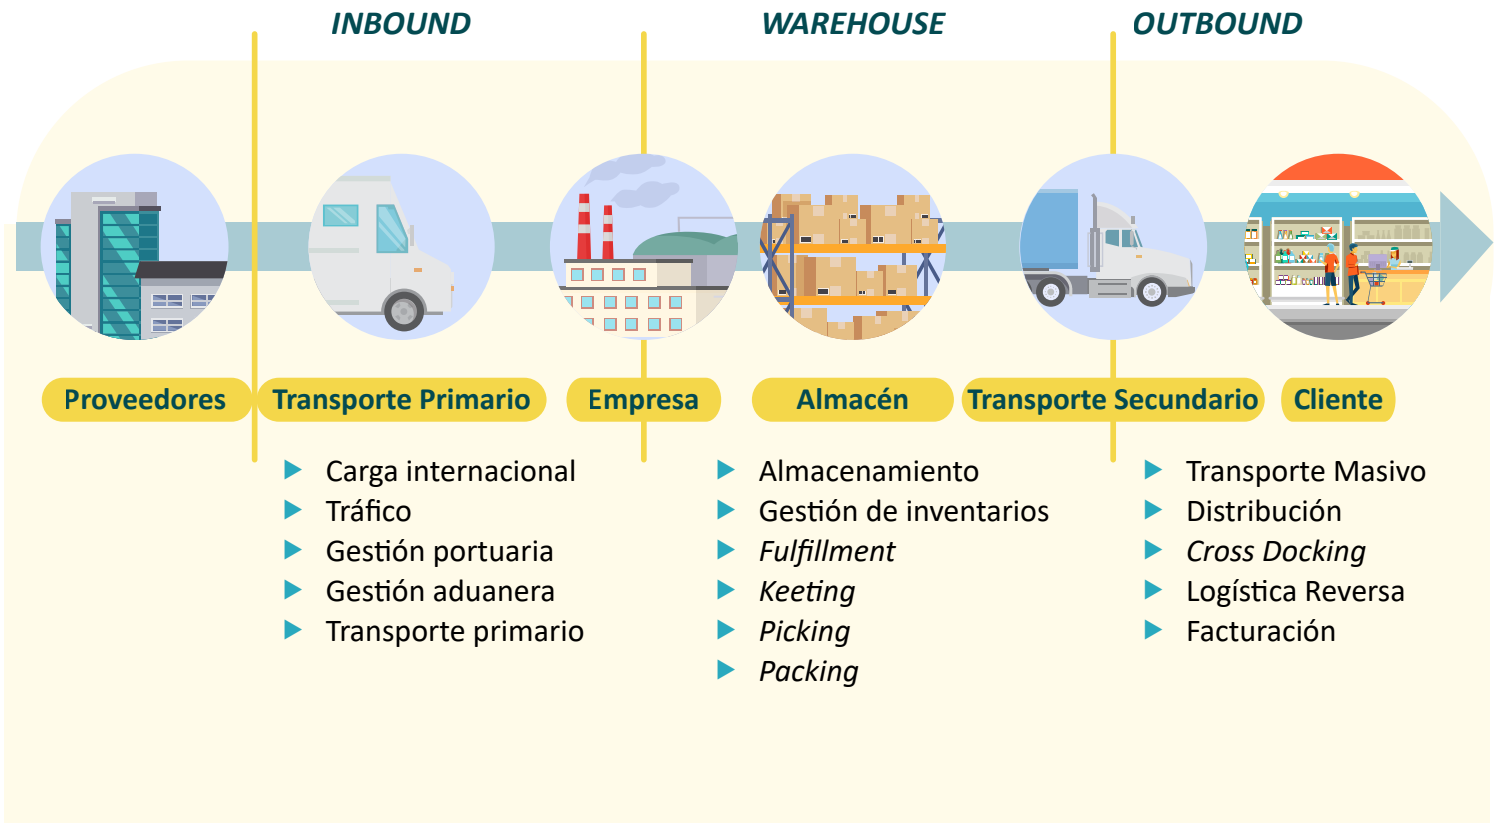 INBOUND
WAREHOUSE
OUTBOUND
Proveedores
Transporte Primario
Empresa
Almacén
Transporte Secundario
Cliente
Carga internacional
Tráfico
Gestión portuaria
Gestión aduanera
Transporte primario
Almacenamiento
Gestión de inventarios
Fulfillment
Keeting
Picking
Packing
Transporte Masivo
Distribución
Cross Docking
Logística Reversa
Facturación